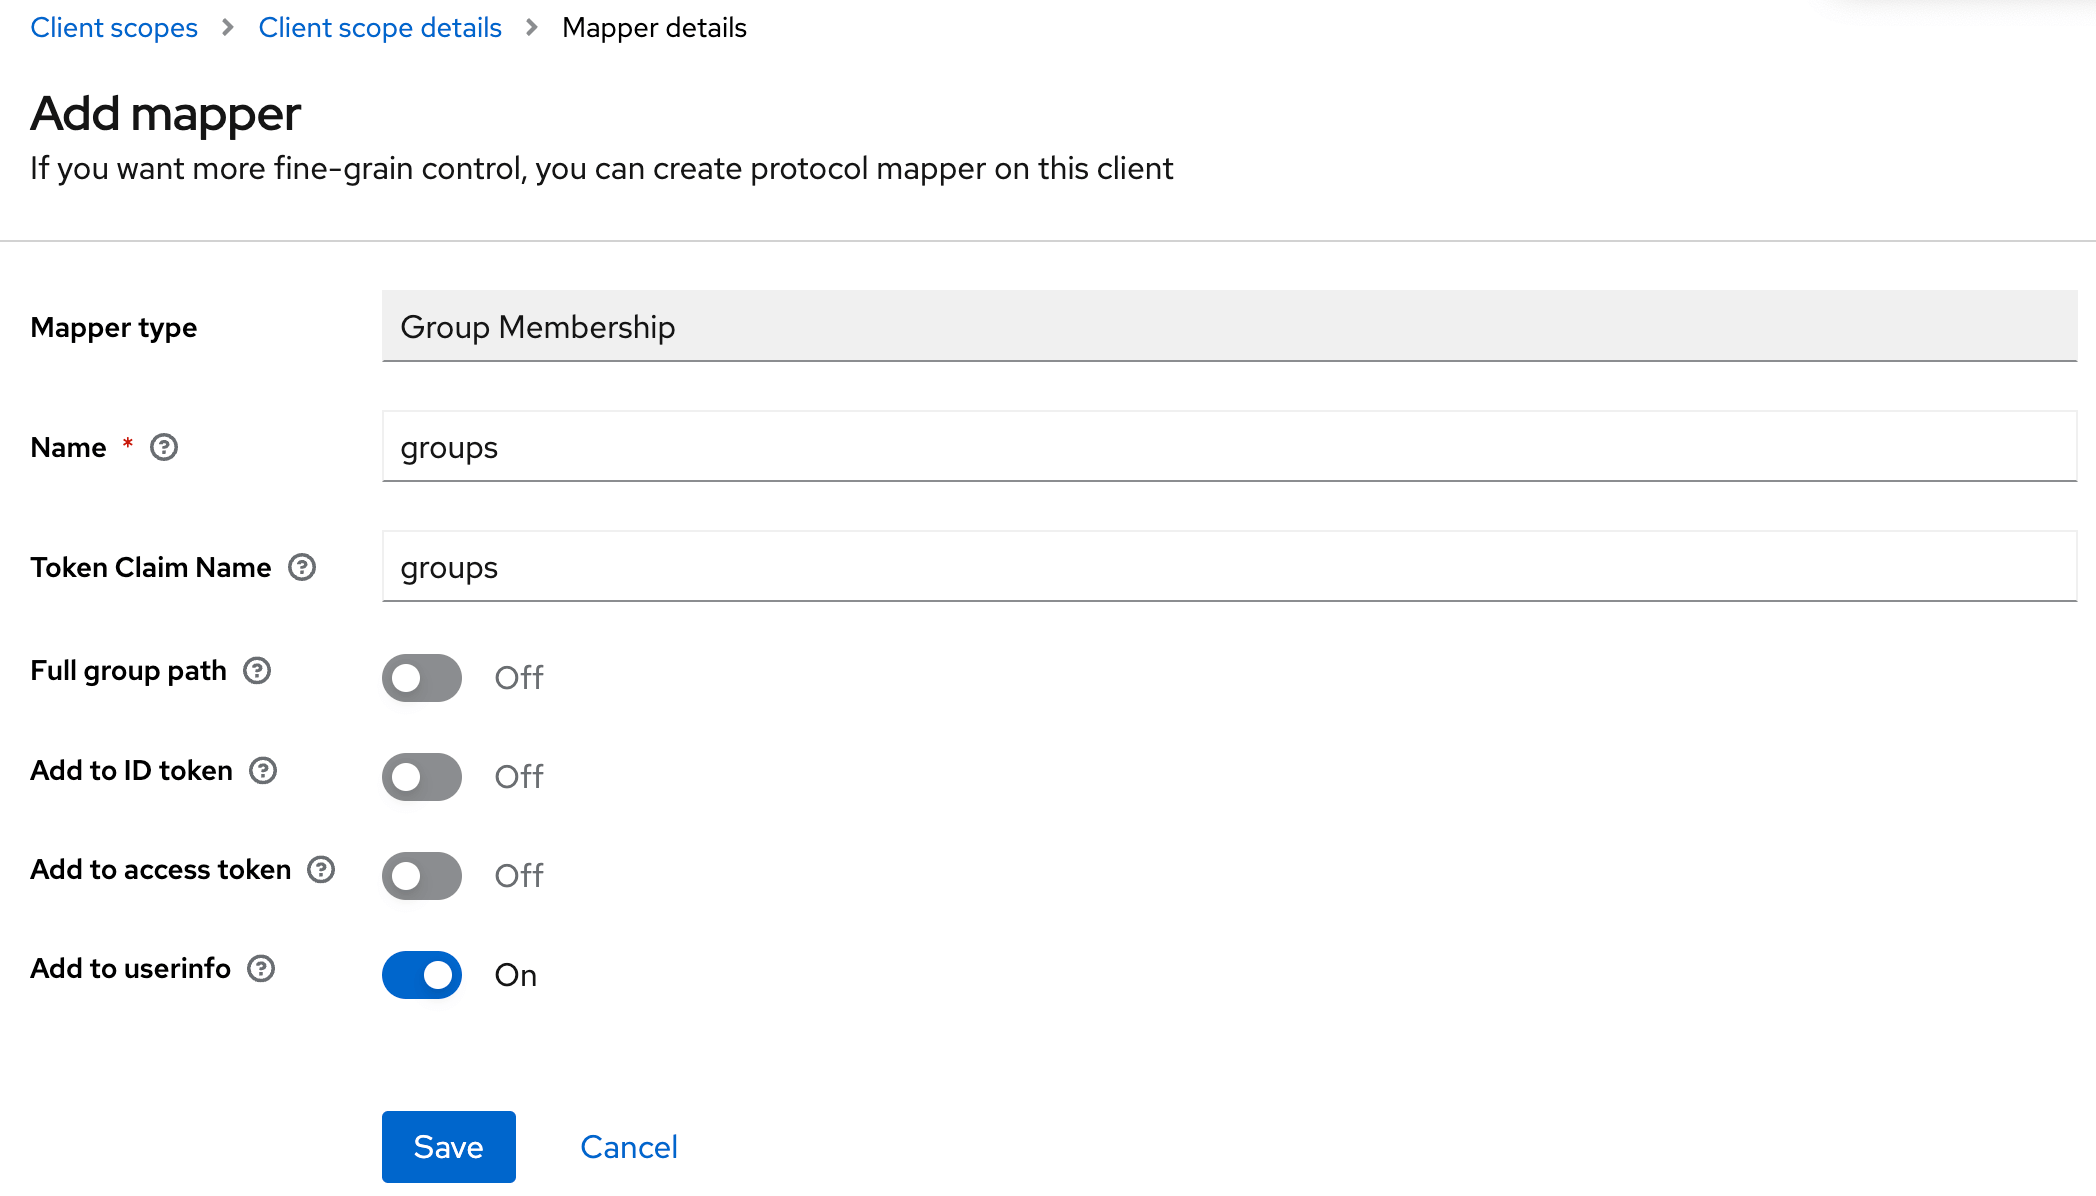 Client scopes > Client scope details > Mapper details
Add mapper
If you want more fine-grain control, you can create protocol mapper on this client
Mapper type Group Membership
Name * groups
Token Claim Name groups
Full group path Off
Add to ID token Off
Add to access token Off
Add to userinfo On
Save Cancel